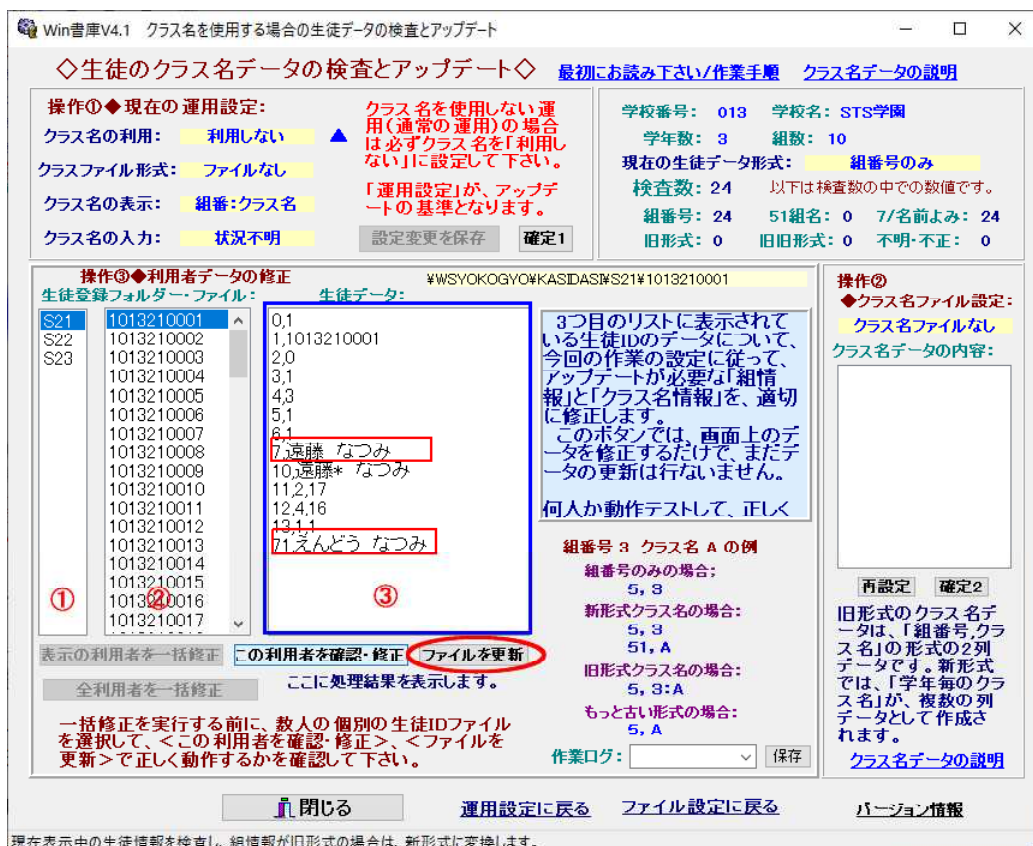 Win書庫V4.1 クラス名を使用する場合の生徒データの検査とアップデート
◇生徒のクラス名データの検査とアップデート◇
最初にお読み下さい/作業手順
クラス名データの説明
操作①◆現在の運用設定:
クラス名の利用: 利用しない ▲
クラスファイル形式: ファイルなし
クラス名の表示: 組番:クラス名
クラス名の入力: 状況不明
クラス名を使用しない運
用(通常の運用)の場合
は必ずクラス名を「利用し
ない」に設定して下さい。
「運用設定」が、アップデ
ートの基準となります。
設定変更を保存 確定1
学校番号: 013 学校名: STS学園
学年数: 3 組数: 10
現在の生徒データ形式: 組番号のみ
検査数: 24 以下は検査数の中での数値です。
組番号: 24 51組名: 0 7/名前よみ: 24
旧形式: 0 旧旧形式: 0 不明・不正: 0
操作③◆利用者データの修正
¥WSYOKOGYO¥KASIDASI¥S21¥1013210001
生徒登録フォルダー・ファイル:
生徒データ:
S21
S22
S23
①
1013210001
1013210002
1013210003
1013210004
1013210005
1013210006
1013210007
1013210008
1013210009
1013210010
1013210011
1013210012
1013210013
1013210014
1013210015
1013210016
1013210017
②
0,1
1,1013210001
2,0
3,1
4,3
5,1
6,1
7,遠藤 なつみ
10,遠藤* なつみ
11,2,17
12,4,16
13,1,1
71,えんどう なつみ
③
3つ目のリストに表示されて
いる生徒IDのデータについて、
今回の作業の設定に従って、
アップデートが必要な「組情
報」と「クラス名情報」を、適切
に修正します。
このボタンでは、画面上のデ
ータを修正するだけで、まだデ
ータの更新は行ないません。
何人か動作テストして、正しく
組番号 3 クラス名 A の例
組番号のみの場合;
5, 3
新形式クラス名の場合:
5, 3
51, A
旧形式クラス名の場合:
5, 3:A
もっと古い形式の場合:
5, A
表示の利用者を一括修正 この利用者を確認・修正 ファイルを更新
全利用者を一括修正 ここに処理結果を表示します。
一括修正を実行する前に、数人の個別の生徒IDファイル
を選択して、<この利用者を確認・修正>、<ファイルを
更新>で正しく動作するかを確認して下さい。
作業ログ: 保存
操作②
◆クラス名ファイル設定:
クラス名ファイルなし
クラス名データの内容:
再設定 確定2
旧形式のクラス名デ
ータは、「組番号,クラ
ス名」の形式の2列
データです。新形式
では、「学年毎のクラ
ス名」が、複数の列
データとして作成さ
れます。
クラス名データの説明
閉じる 運用設定に戻る ファイル設定に戻る バージョン情報
現在表示中の生徒情報を検査し、組情報が旧形式の場合は、新形式に変換します。